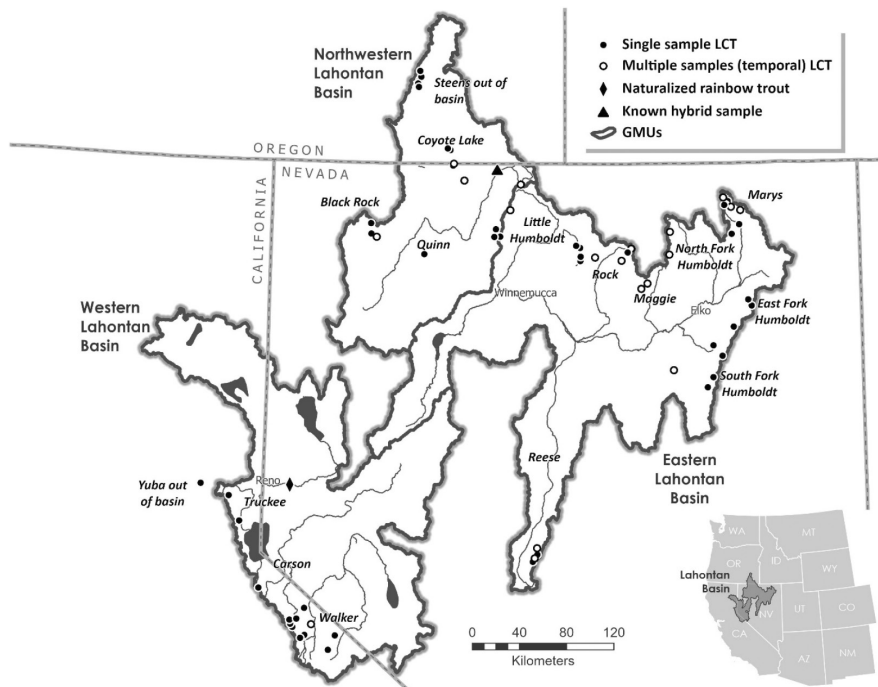 Northwestern
Lahontan
Basin
Steens out of
basin
Coyote Lake
Single sample LCT
Multiple samples (temporal) LCT
Naturalized rainbow trout
Known hybrid sample
GMUs
OREGON
NEVADA
CALIFORNIA
Black Rock
Quinn
Little
Humboldt
Rock
Maggie
North Fork
Humboldt
Marys
Winnemucca
Elko
East Fork
Humboldt
South Fork
Humboldt
Western
Lahontan
Basin
Reese
Eastern
Lahontan
Basin
Yuba out
of basin
Reno
Truckee
Carson
Walker
0 20 40 80 120
Kilometers
Lahontan
Basin
WA
MT
OR
ID
WY
NV
UT
CO
CA
AZ
NM